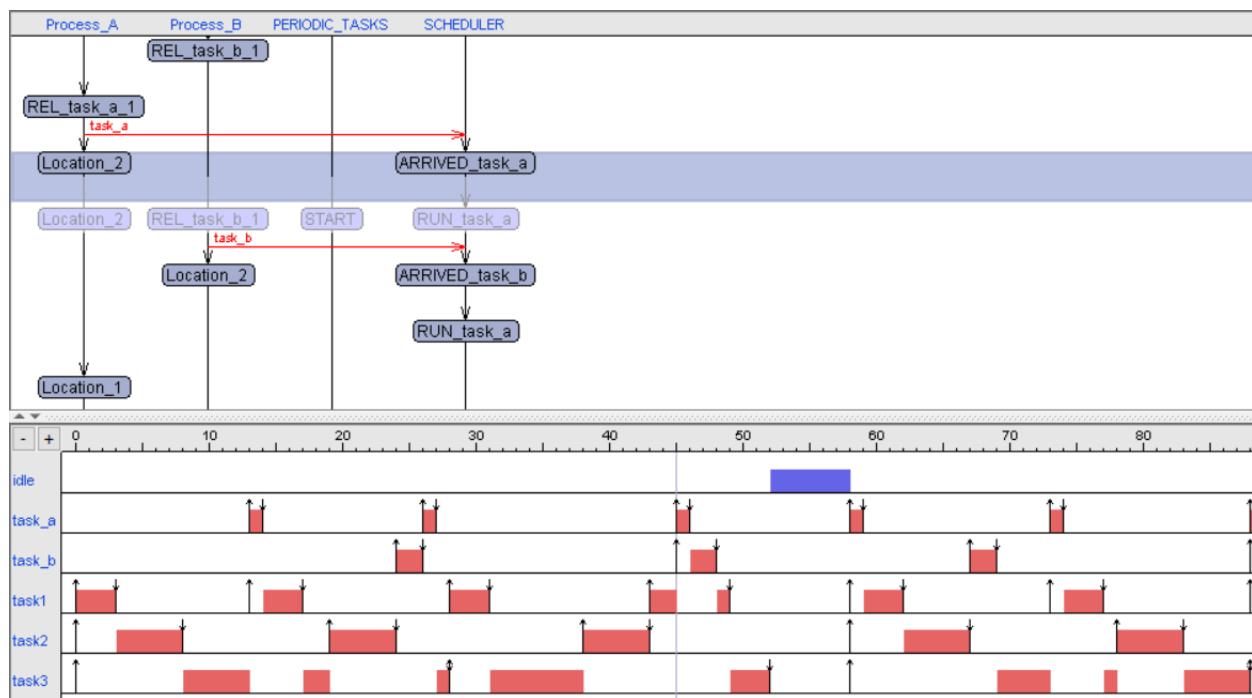 Process_A Process_B PERIODIC_TASKS SCHEDULER
REL_task_b_1
REL_task_a_1
task_a
Location_2 ARRIVED_task_a
Location_2 REL_task_b_1 START RUN_task_a
task_b
Location_2 ARRIVED_task_b
RUN_task_a
Location_1
- + 0 10 20 30 40 50 60 70 80
idle
task_a
task_b
task1
task2
task3